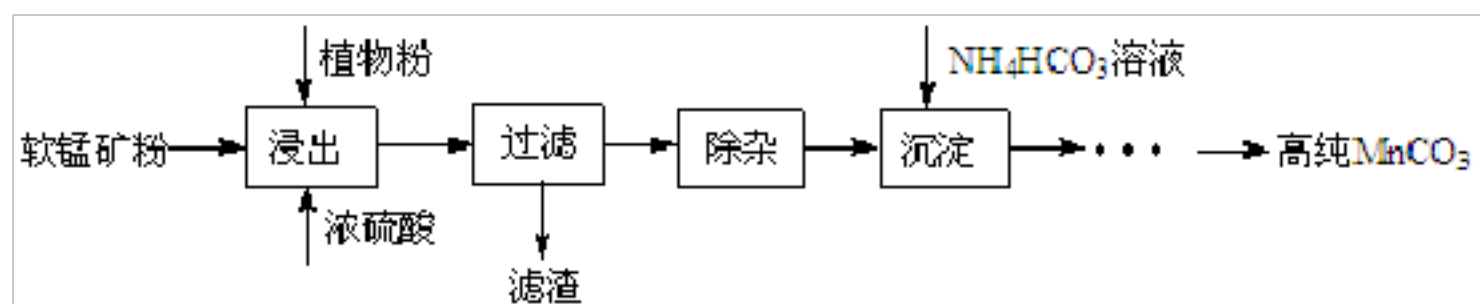 植物粉
NH₄HCO₃溶液
软锰矿粉
浸出
过滤
除杂
沉淀
•••
高纯MnCO₃
浓硫酸
滤渣